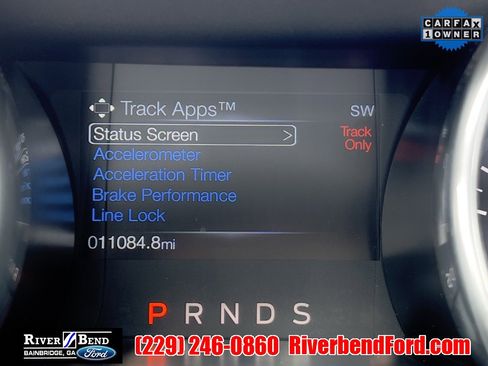 CARFAX
1 OWNER
Track Apps™
SW
Status Screen >
Track
Only
Accelerometer
Acceleration Timer
Brake Performance
Line Lock
011084.8mi
P R N D S
RIVER BEND
BAINBRIDGE, GA
Ford
(229) 246-0860 RiverbendFord.com